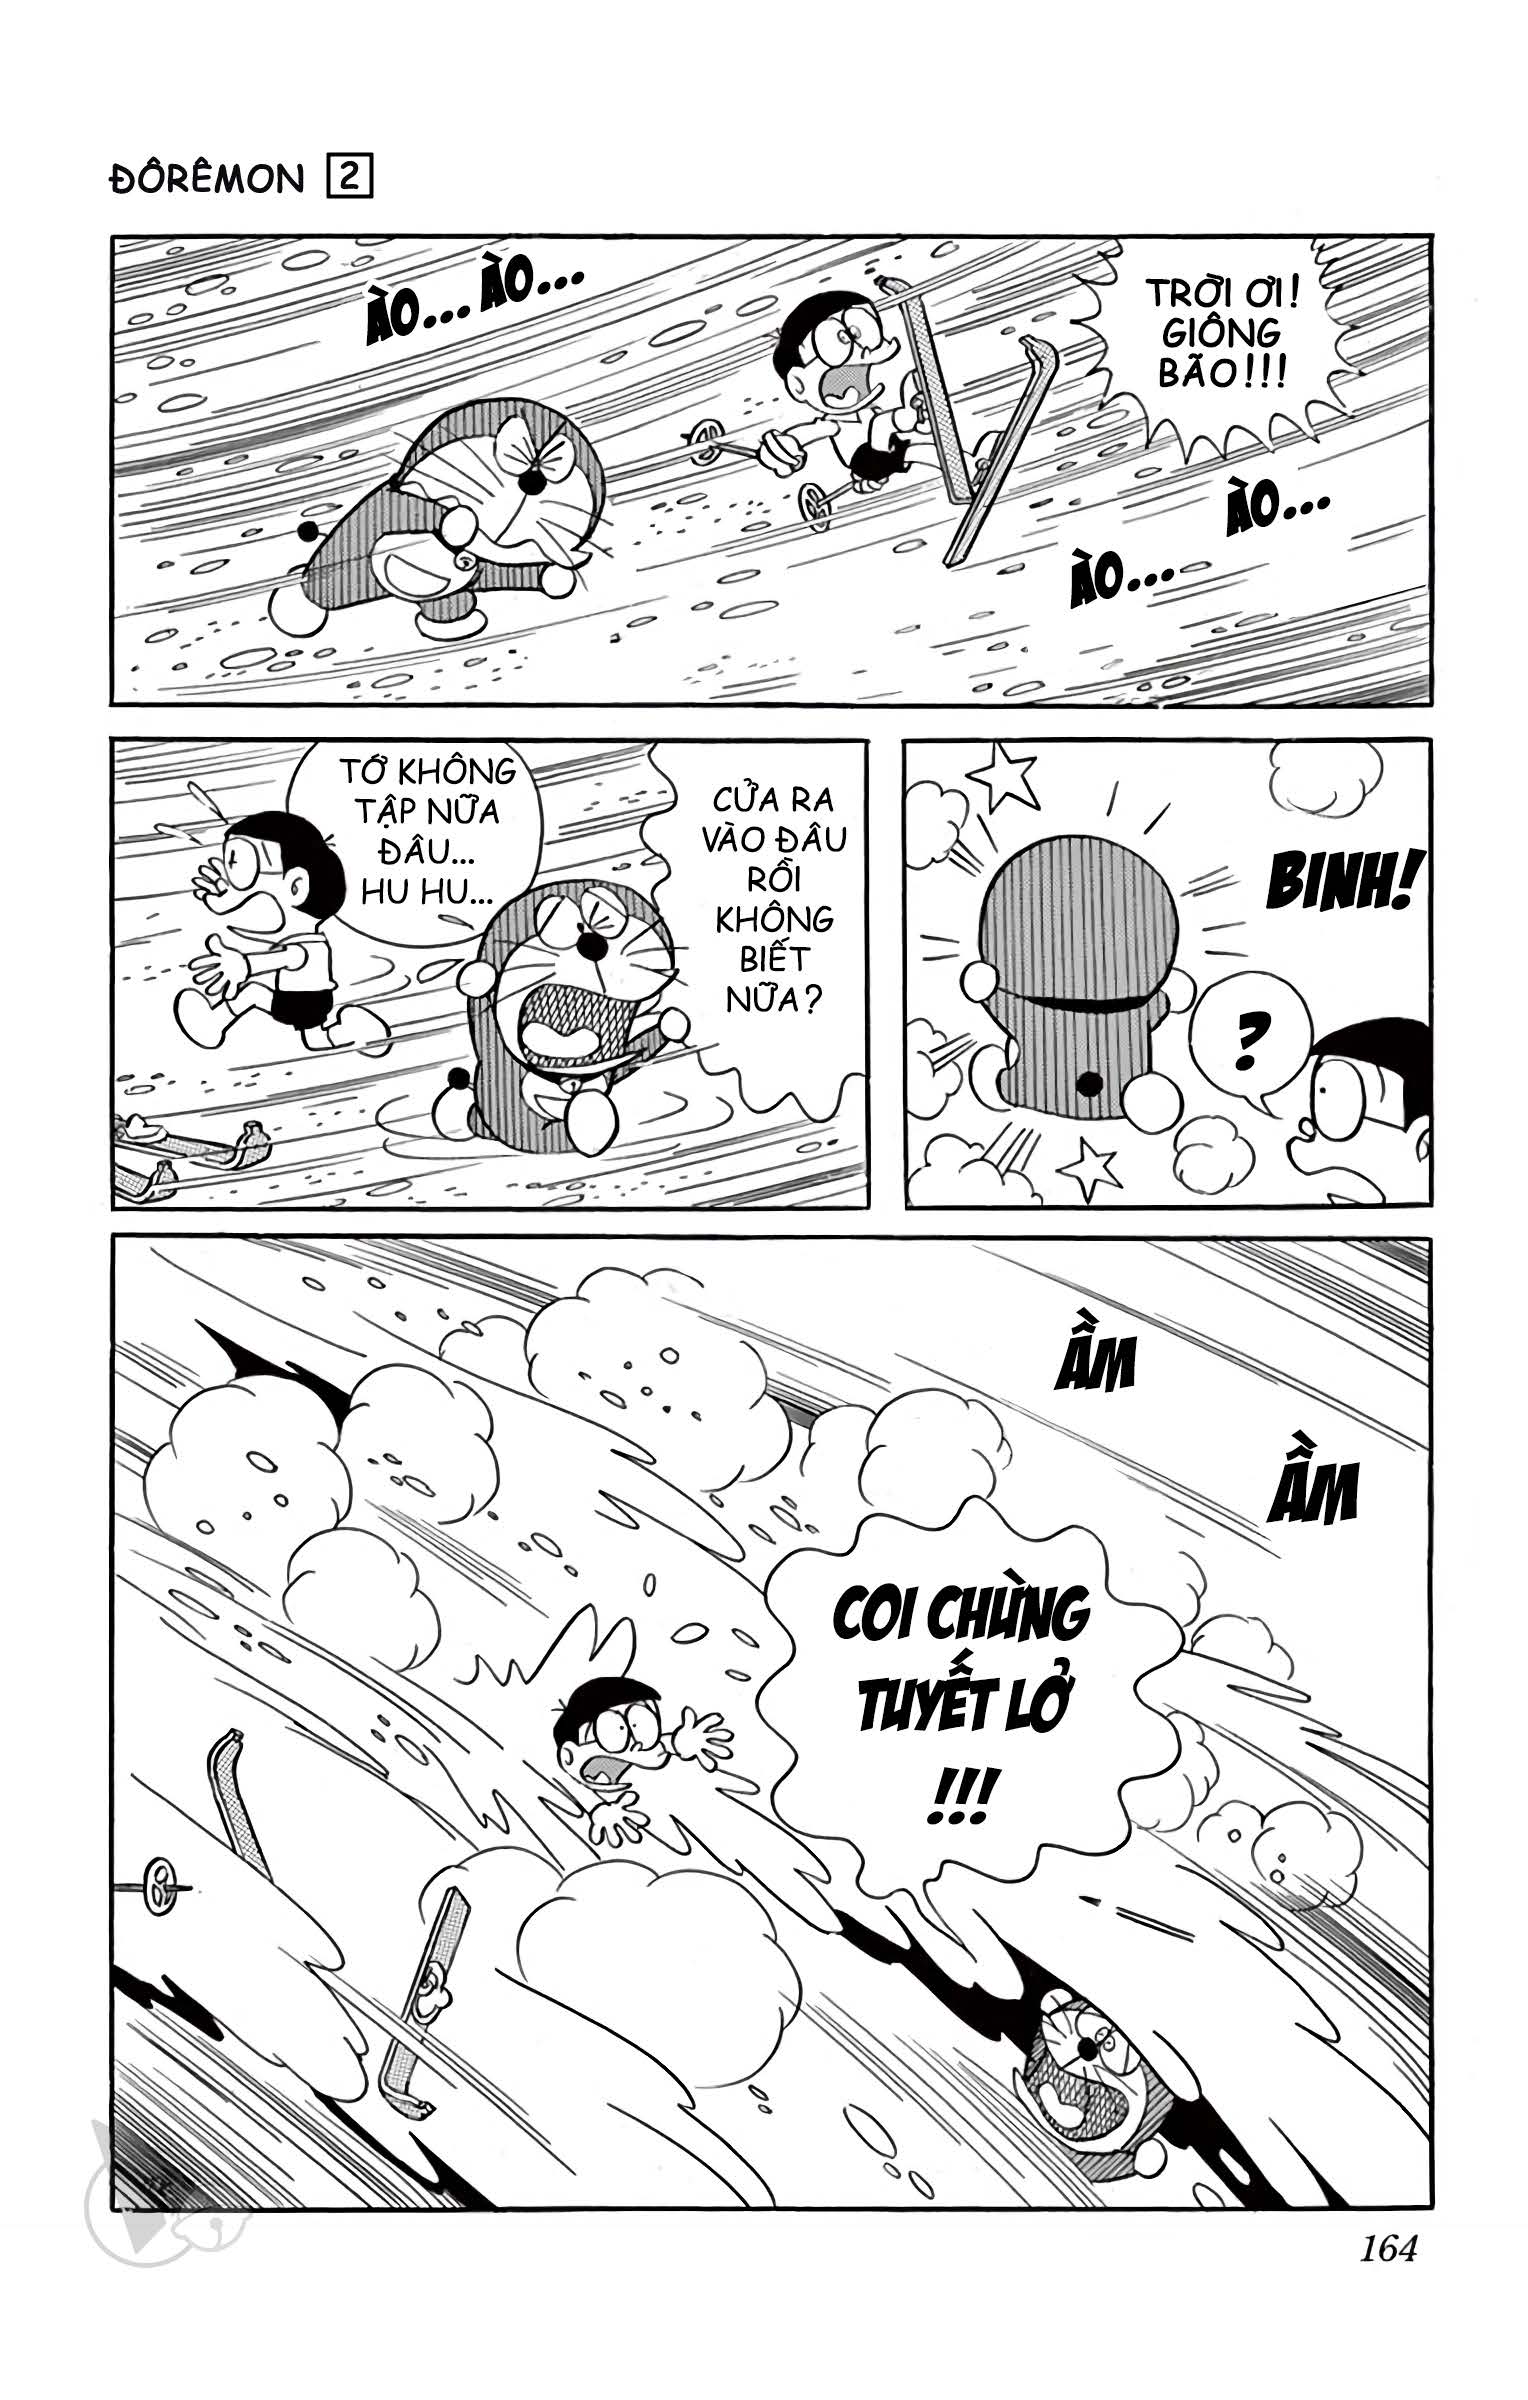 ĐÔRÊMON 2
ÀO... ÀO...
TRỜI ƠI!
GIÔNG
BÃO!!!
ÀO...
ÀO...
TỚ KHÔNG
TẬP NỮA
ĐÂU...
HU HU...
CỬA RA
VÀO ĐÂU
RỒI
KHÔNG
BIẾT
NỮA?
BINH!
?
ẦM
ẦM
COI CHỪNG
TUYẾT LỞ
!!!
164